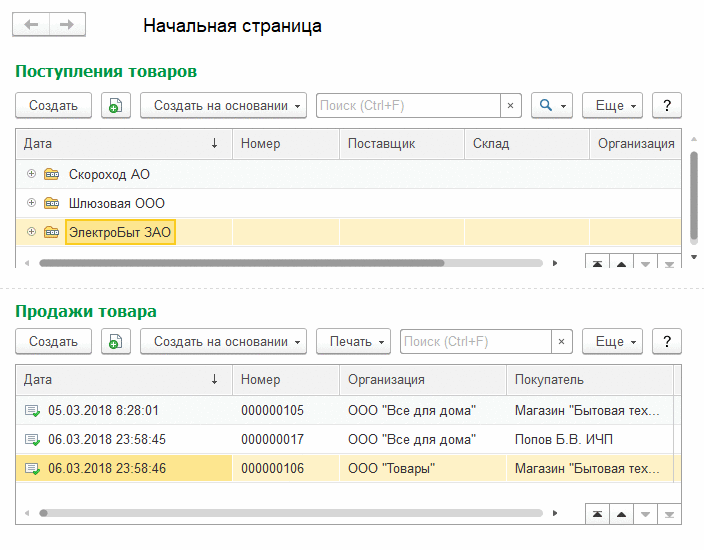 Начальная страница
Поступления товаров
Создать Создать на основании Поиск (Ctrl+F) × Еще ?
Дата ↓ Номер Поставщик Склад Организация
Скороход АО
Шлюзовая ООО
ЭлектроБыт ЗАО
Продажи товара
Создать Создать на основании Печать Поиск (Ctrl+F) × Еще ?
Дата ↓ Номер Организация Покупатель
05.03.2018 8:28:01 000000105 ООО "Все для дома" Магазин "Бытовая тех...
06.03.2018 23:58:45 000000017 ООО "Все для дома" Попов Б.В. ИЧП
06.03.2018 23:58:46 000000106 ООО "Товары" Магазин "Бытовая тех...